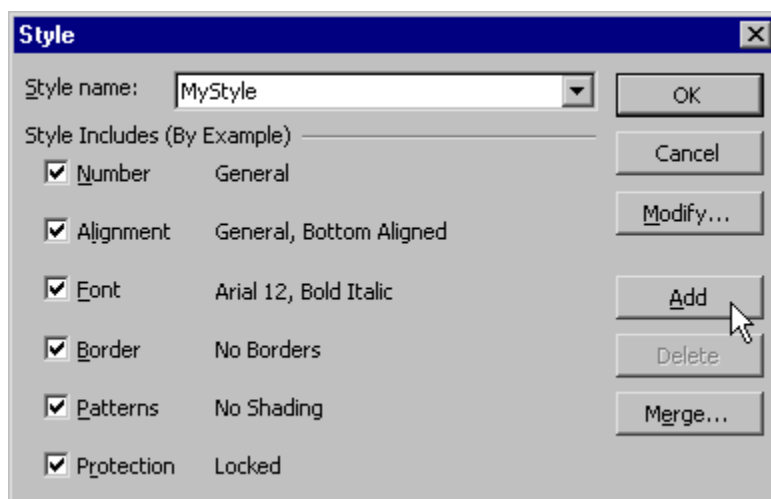 Style
Style name: MyStyle OK
Style Includes (By Example) Cancel
Number General
Modify...
Alignment General, Bottom Aligned
Font Arial 12, Bold Italic Add
Border No Borders Delete
Patterns No Shading Merge...
Protection Locked